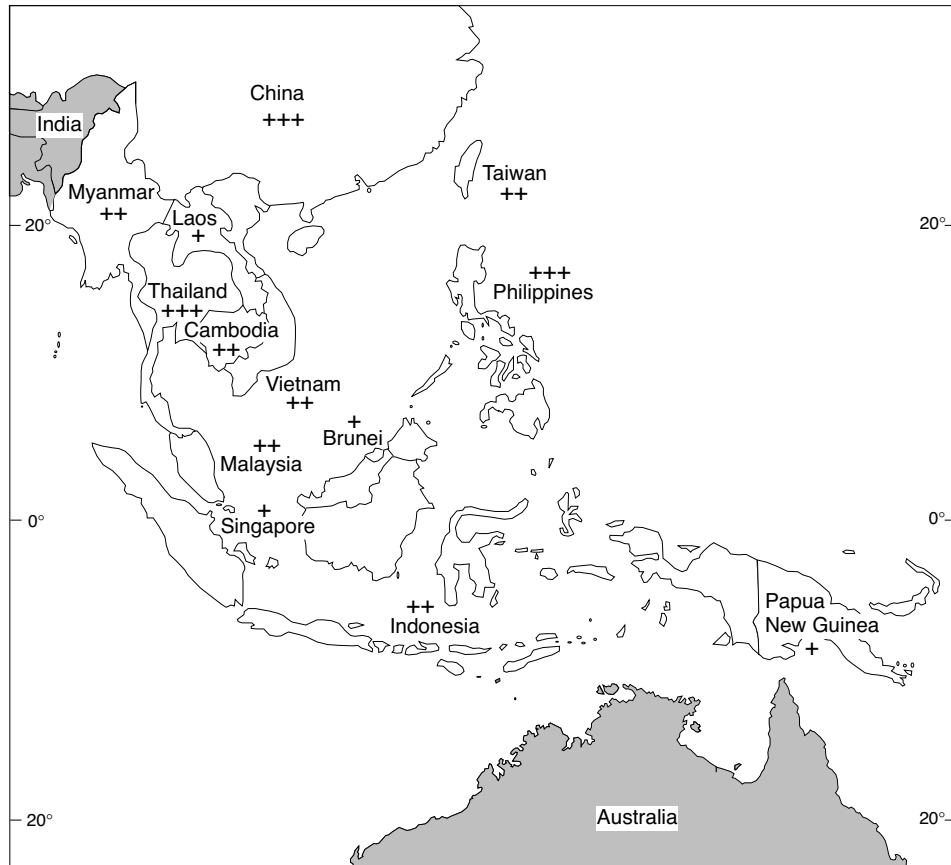 China
+++
India
Taiwan
++
Myanmar
++
Laos
+
20°
20°
+++
Philippines
Thailand
+++
Cambodia
++
Vietnam
++
+
Brunei
++
Malaysia
+
Singapore
0°
0°
++
Indonesia
Papua
New Guinea
+
Australia
20°
20°